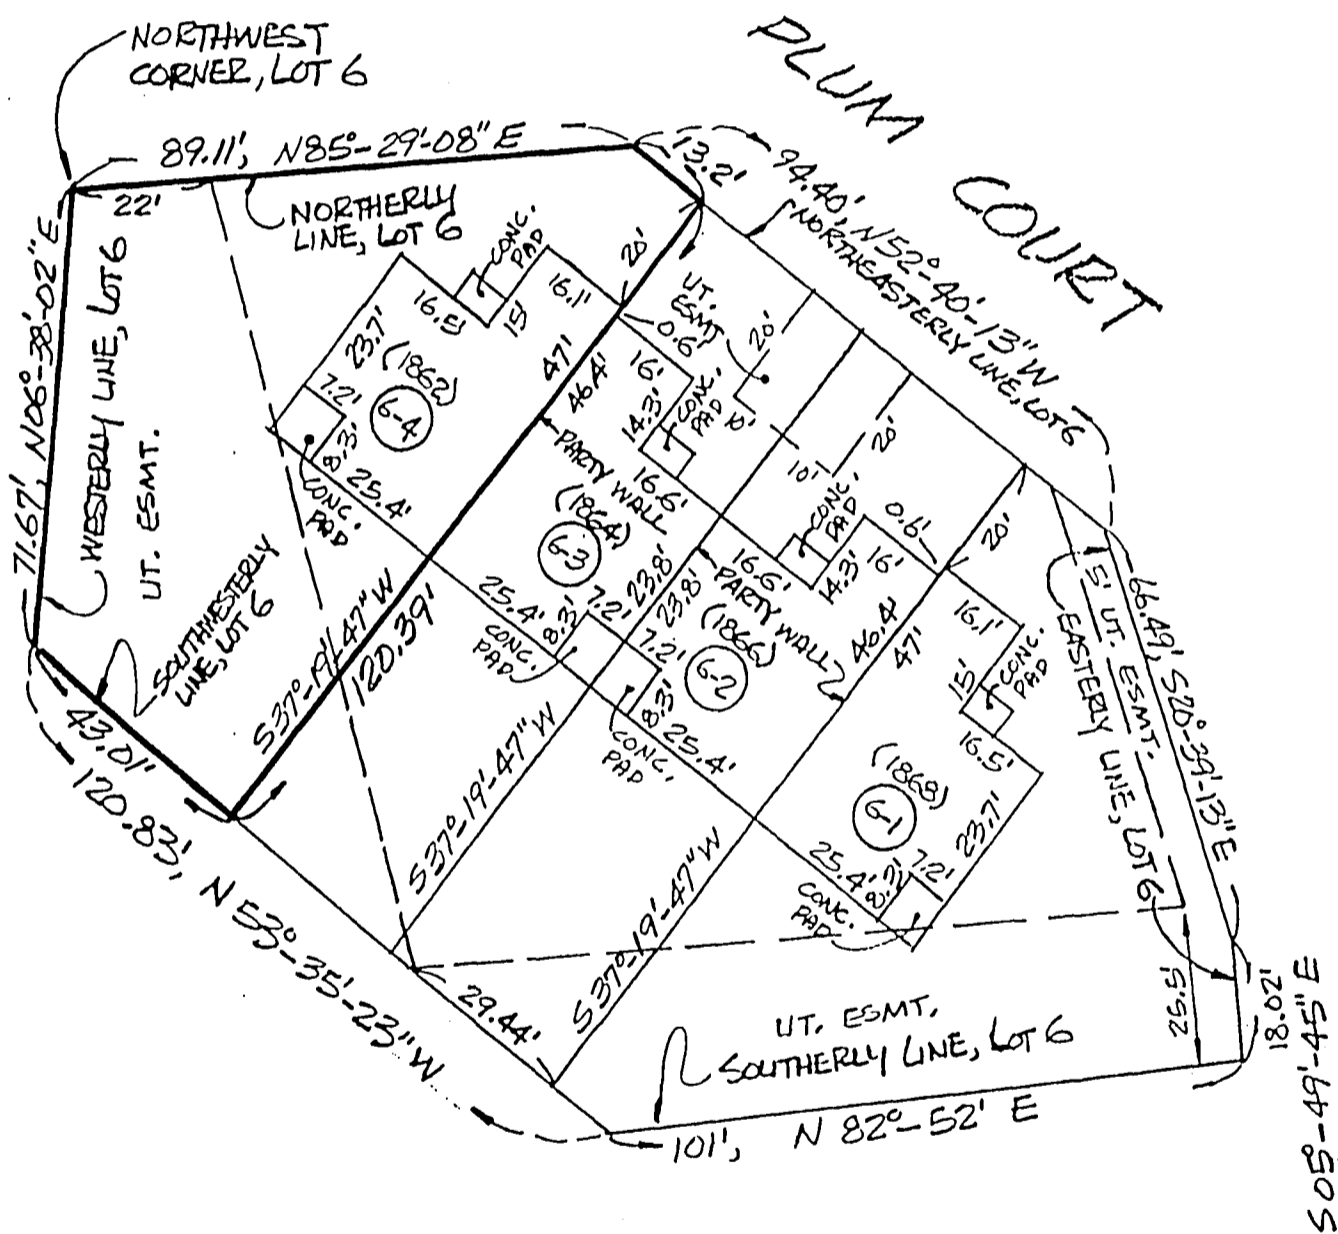 NORTHWEST
CORNER, LOT 6
PLUM
COURT
89.11', N85°-29'-08" E
22'
NORTHERLY
LINE, LOT 6
13.2'
94.40', N52°-40'-13" W
NORTHEASTERLY LINE, LOT 6
71.67', N06°-38'-02" E
WESTERLY LINE, LOT 6
UT. ESMT.
CONC.
PAD
16.5'
15'
16.1'
20'
23.7'
(1862)
6-4
7.2'
8.3'
25.4'
CONC.
PAD
47'
46.4'
0.6'
UT.
ESMT
20'
10'
16'
14.3'
CONC.
PAD
16.6'
PARTY WALL
(1864)
6-3
23.8'
7.2'
8.3'
25.4'
CONC.
PAD
10'
20'
CONC.
PAD
0.6'
16.6'
14.3'
16'
20'
PARTY WALL
23.8'
(1866)
6-2
7.2'
8.3'
25.4'
CONC.
PAD
46.4'
47'
16.1'
15'
CONC.
PAD
16.5'
(1868)
6-1
23.7'
25.4'
8.2'
7.2'
CONC.
PAD
5' UT. ESMT.
EASTERLY LINE, LOT 6
66.49', S20°-39'-13" E
SOUTHWESTERLY
LINE, LOT 6
S37°-19'-47" W
120.39'
43.01'
120.83', N 53°-35'-23" W
S37°-19'-47" W
S37°-19'-47" W
29.44'
UT. ESMT.
SOUTHERLY LINE, LOT 6
101', N 82°-52' E
18.02'
S05°-49'-45" E